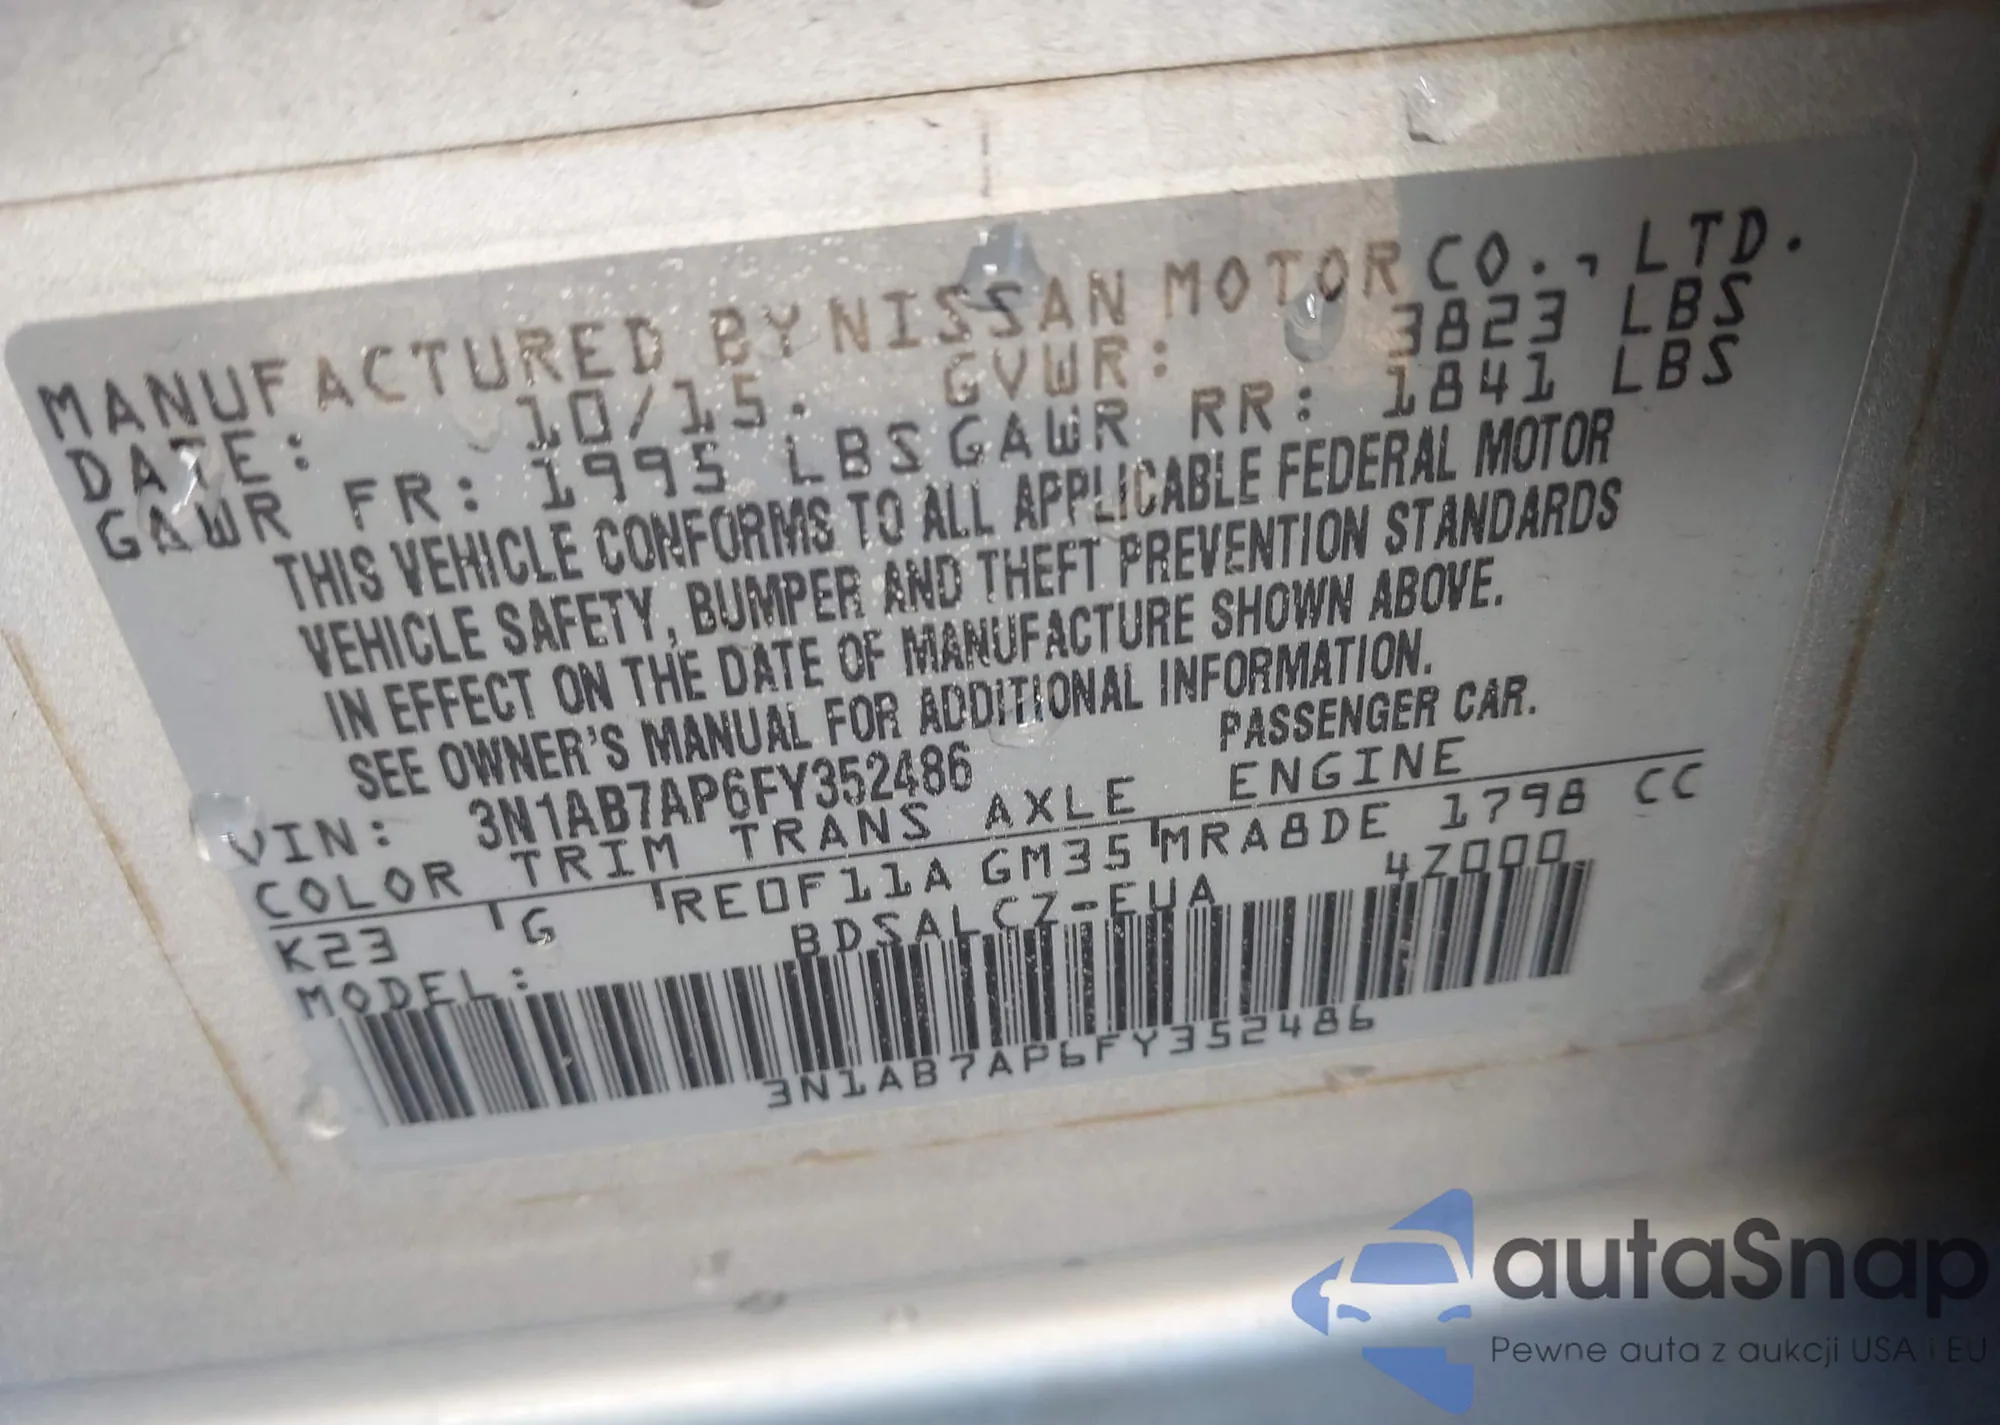 MANUFACTURED BY NISSAN MOTOR CO., LTD.
DATE: 10/15. GVWR: 3823 LBS
GAWR FR: 1995 LBS GAWR RR: 1841 LBS
THIS VEHICLE CONFORMS TO ALL APPLICABLE FEDERAL MOTOR
VEHICLE SAFETY, BUMPER AND THEFT PREVENTION STANDARDS
IN EFFECT ON THE DATE OF MANUFACTURE SHOWN ABOVE.
SEE OWNER'S MANUAL FOR ADDITIONAL INFORMATION.
VIN: 3N1AB7AP6FY352486 PASSENGER CAR.
COLOR TRIM TRANS AXLE ENGINE
K23 G RE0F11A GM35 MRA8DE 1798 CC
MODEL: BDSALCZ-EUA 4Z000
3N1AB7AP6FY352486
autaSnap
Pewne auta z aukcji USA i EU